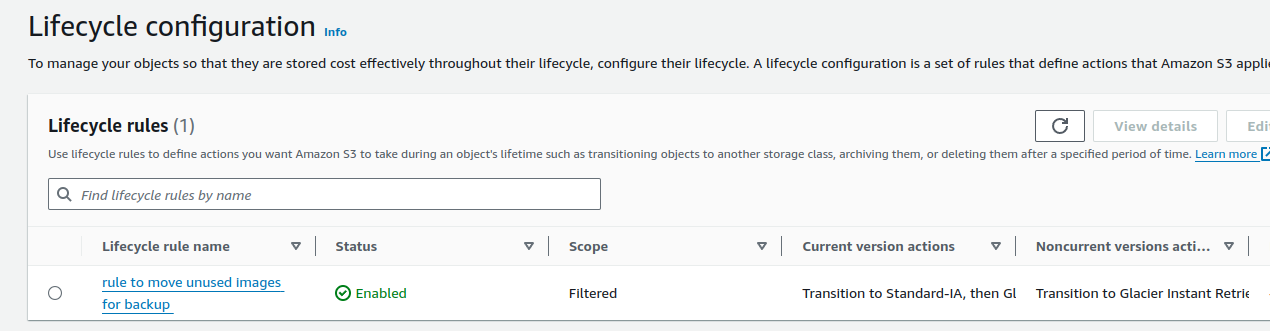 Lifecycle configuration Info
To manage your objects so that they are stored cost effectively throughout their lifecycle, configure their lifecycle. A lifecycle configuration is a set of rules that define actions that Amazon S3 appli
Lifecycle rules (1)
View details
Edi
Use lifecycle rules to define actions you want Amazon S3 to take during an object's lifetime such as transitioning objects to another storage class, archiving them, or deleting them after a specified period of time. Learn more
Find lifecycle rules by name
Lifecycle rule name Status Scope Current version actions Noncurrent versions acti...
rule to move unused images
for backup
Enabled Filtered Transition to Standard-IA, then Gl Transition to Glacier Instant Retrie